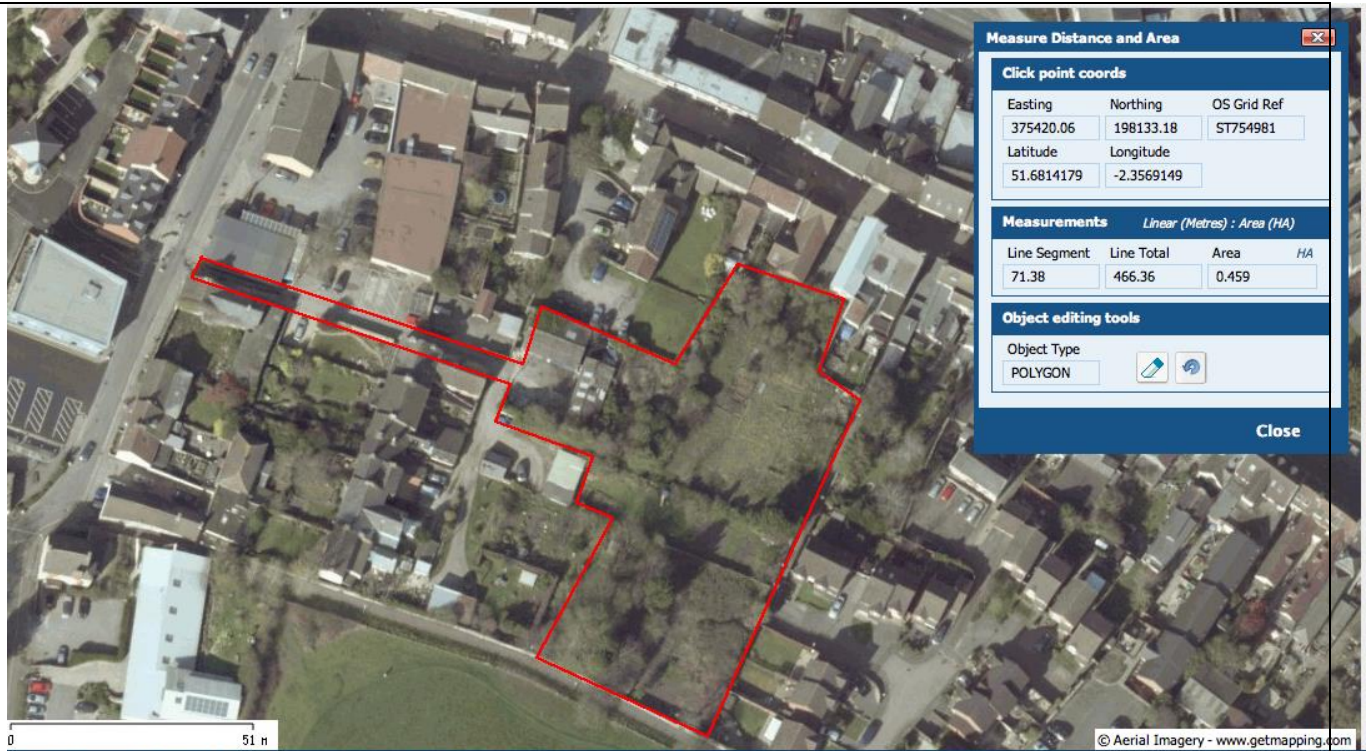 Measure Distance and Area
Click point coords
Easting Northing OS Grid Ref
375420.06 198133.18 ST754981
Latitude Longitude
51.6814179 -2.3569149
Measurements Linear (Metres) : Area (HA)
Line Segment Line Total Area HA
71.38 466.36 0.459
Object editing tools
Object Type
POLYGON
Close
0 51 M
© Aerial Imagery - www.getmapping.com